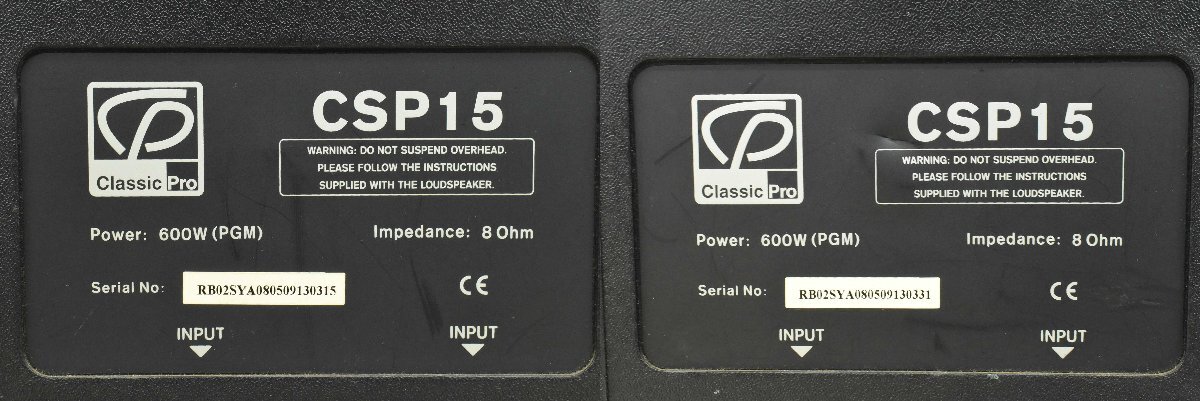 CSP15
WARNING: DO NOT SUSPEND OVERHEAD.
PLEASE FOLLOW THE INSTRUCTIONS
SUPPLIED WITH THE LOUDSPEAKER.
CP
Classic Pro
Power: 600W (PGM)
Impedance: 8 Ohm
Serial No: RB02SYA080509130315
CE
INPUT
INPUT
CSP15
WARNING: DO NOT SUSPEND OVERHEAD.
PLEASE FOLLOW THE INSTRUCTIONS
SUPPLIED WITH THE LOUDSPEAKER.
CP
Classic Pro
Power: 600W (PGM)
Impedance: 8 Ohm
Serial No: RB02SYA080509130331
CE
INPUT
INPUT